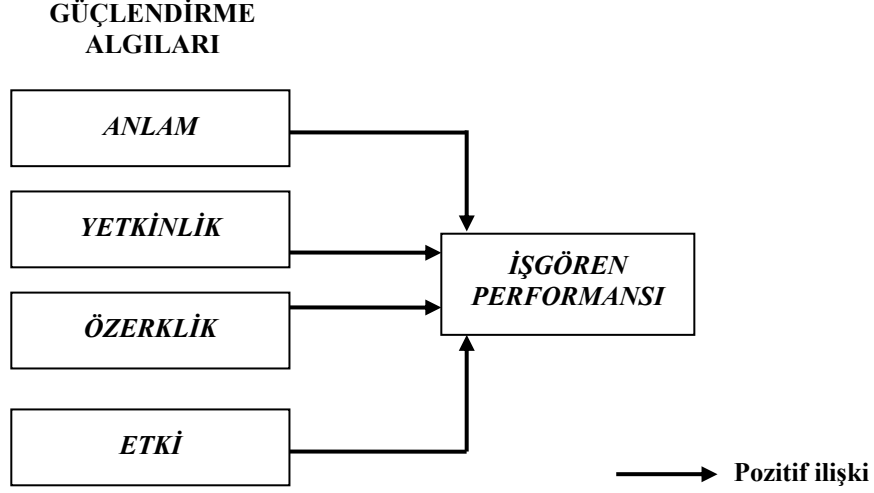 GÜÇLENDİRME
ALGILARI
ANLAM
YETKİNLİK
ÖZERKLİK
ETKİ
İŞGÖREN
PERFORMANSI
Pozitif ilişki